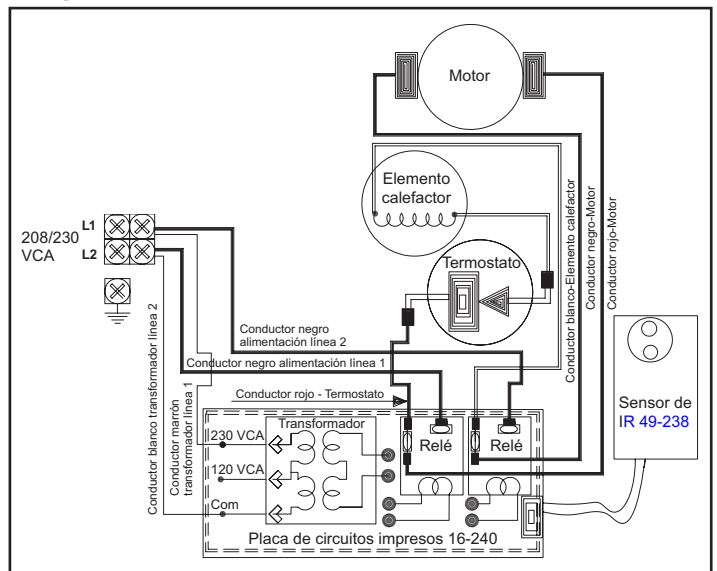 Motor
Elemento
calefactor
L1
208/230
VCA
L2
Termostato
Conductor blanco-Elemento calefactor
Conductor negro-Motor
Conductor rojo-Motor
Conductor negro
alimentación línea 2
Conductor negro alimentación línea 1
Conductor rojo - Termostato
Conductor blanco transformador línea 2
Conductor marrón
transformador línea 1
Sensor de
IR 49-238
Transformador
230 VCA
120 VCA
Com
Relé
Relé
Placa de circuitos impresos 16-240